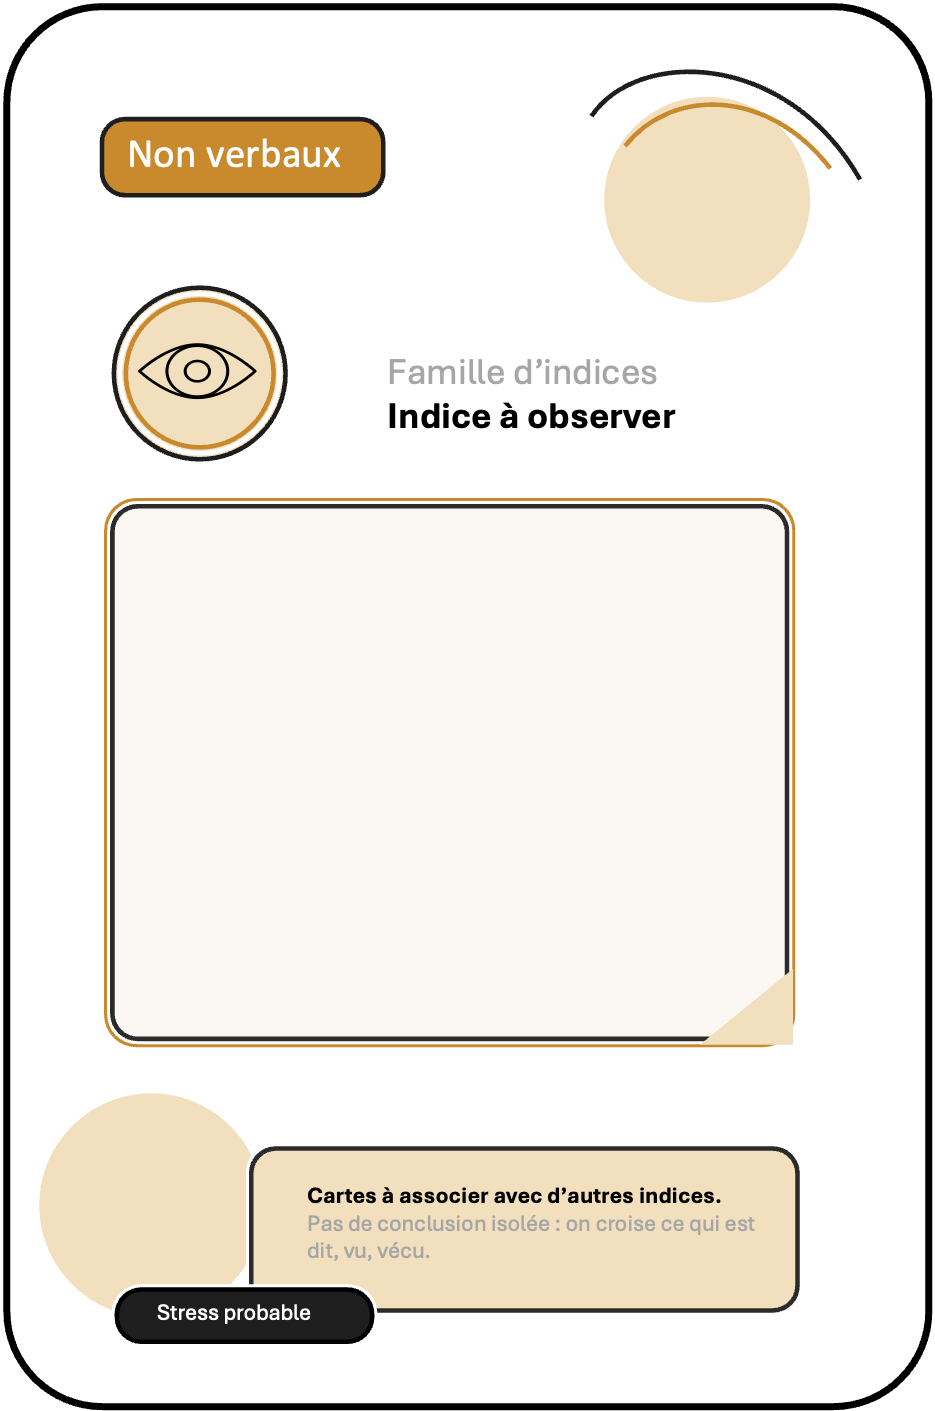 Non verbaux
Famille d’indices
Indice à observer
Cartes à associer avec d’autres indices.
Pas de conclusion isolée : on croise ce qui est
dit, vu, vécu.
Stress probable